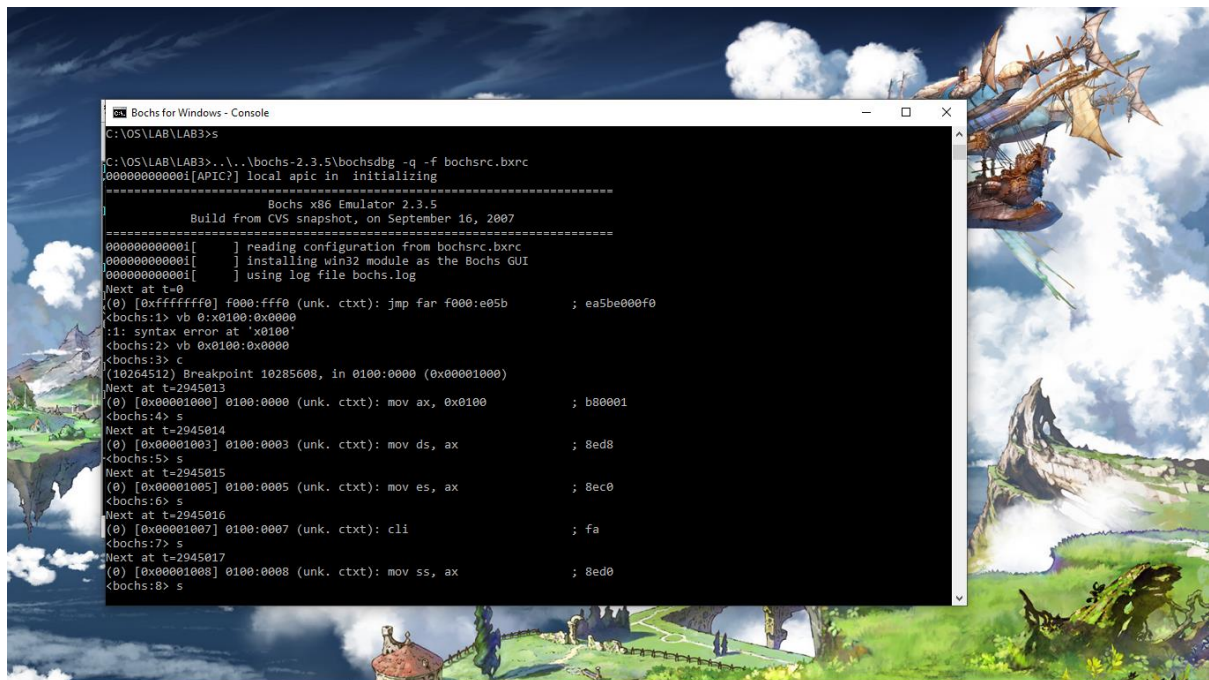 Bochs for Windows - Console
C:\OS\LAB\LAB3>s
C:\OS\LAB\LAB3>..\..\bochs-2.3.5\bochsdbg -q -f bochsrc.bxrc
00000000000i[APIC?] local apic in  initializing
========================================================================
Bochs x86 Emulator 2.3.5
Build from CVS snapshot, on September 16, 2007
========================================================================
00000000000i[     ] reading configuration from bochsrc.bxrc
00000000000i[     ] installing win32 module as the Bochs GUI
00000000000i[     ] using log file bochs.log
Next at t=0
(0) [0xfffffff0] f000:fff0 (unk. ctxt): jmp far f000:e05b         ; ea5be000f0
<bochs:1> vb 0:x0100:0x0000
:1: syntax error at 'x0100'
<bochs:2> vb 0x0100:0x0000
<bochs:3> c
(10264512) Breakpoint 10285608, in 0100:0000 (0x00001000)
Next at t=2945013
(0) [0x00001000] 0100:0000 (unk. ctxt): mov ax, 0x0100            ; b80001
<bochs:4> s
Next at t=2945014
(0) [0x00001003] 0100:0003 (unk. ctxt): mov ds, ax                ; 8ed8
<bochs:5> s
Next at t=2945015
(0) [0x00001005] 0100:0005 (unk. ctxt): mov es, ax                ; 8ec0
<bochs:6> s
Next at t=2945016
(0) [0x00001007] 0100:0007 (unk. ctxt): cli                       ; fa
<bochs:7> s
Next at t=2945017
(0) [0x00001008] 0100:0008 (unk. ctxt): mov ss, ax                ; 8ed0
<bochs:8> s